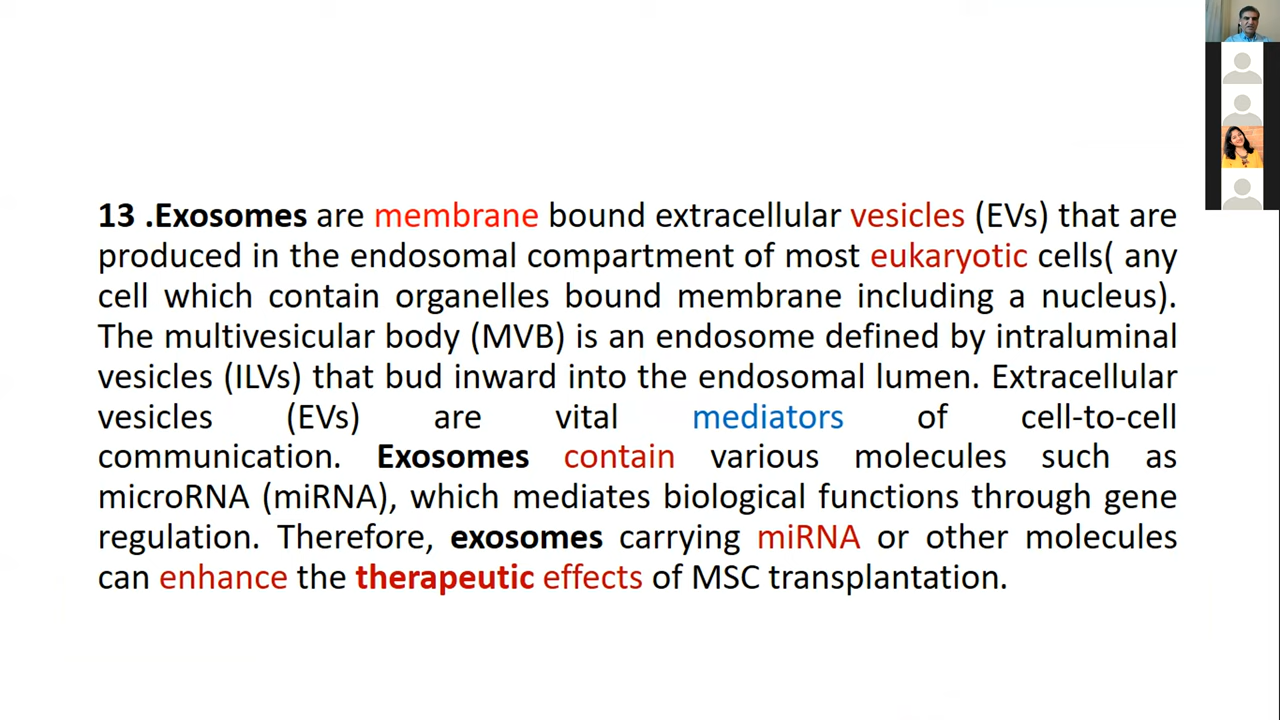 13 .Exosomes are membrane bound extracellular vesicles (EVs) that are
produced in the endosomal compartment of most eukaryotic cells( any
cell which contain organelles bound membrane including a nucleus).
The multivesicular body (MVB) is an endosome defined by intraluminal
vesicles (ILVs) that bud inward into the endosomal lumen. Extracellular
vesicles (EVs) are vital mediators of cell-to-cell
communication. Exosomes contain various molecules such as
microRNA (miRNA), which mediates biological functions through gene
regulation. Therefore, exosomes carrying miRNA or other molecules
can enhance the therapeutic effects of MSC transplantation.